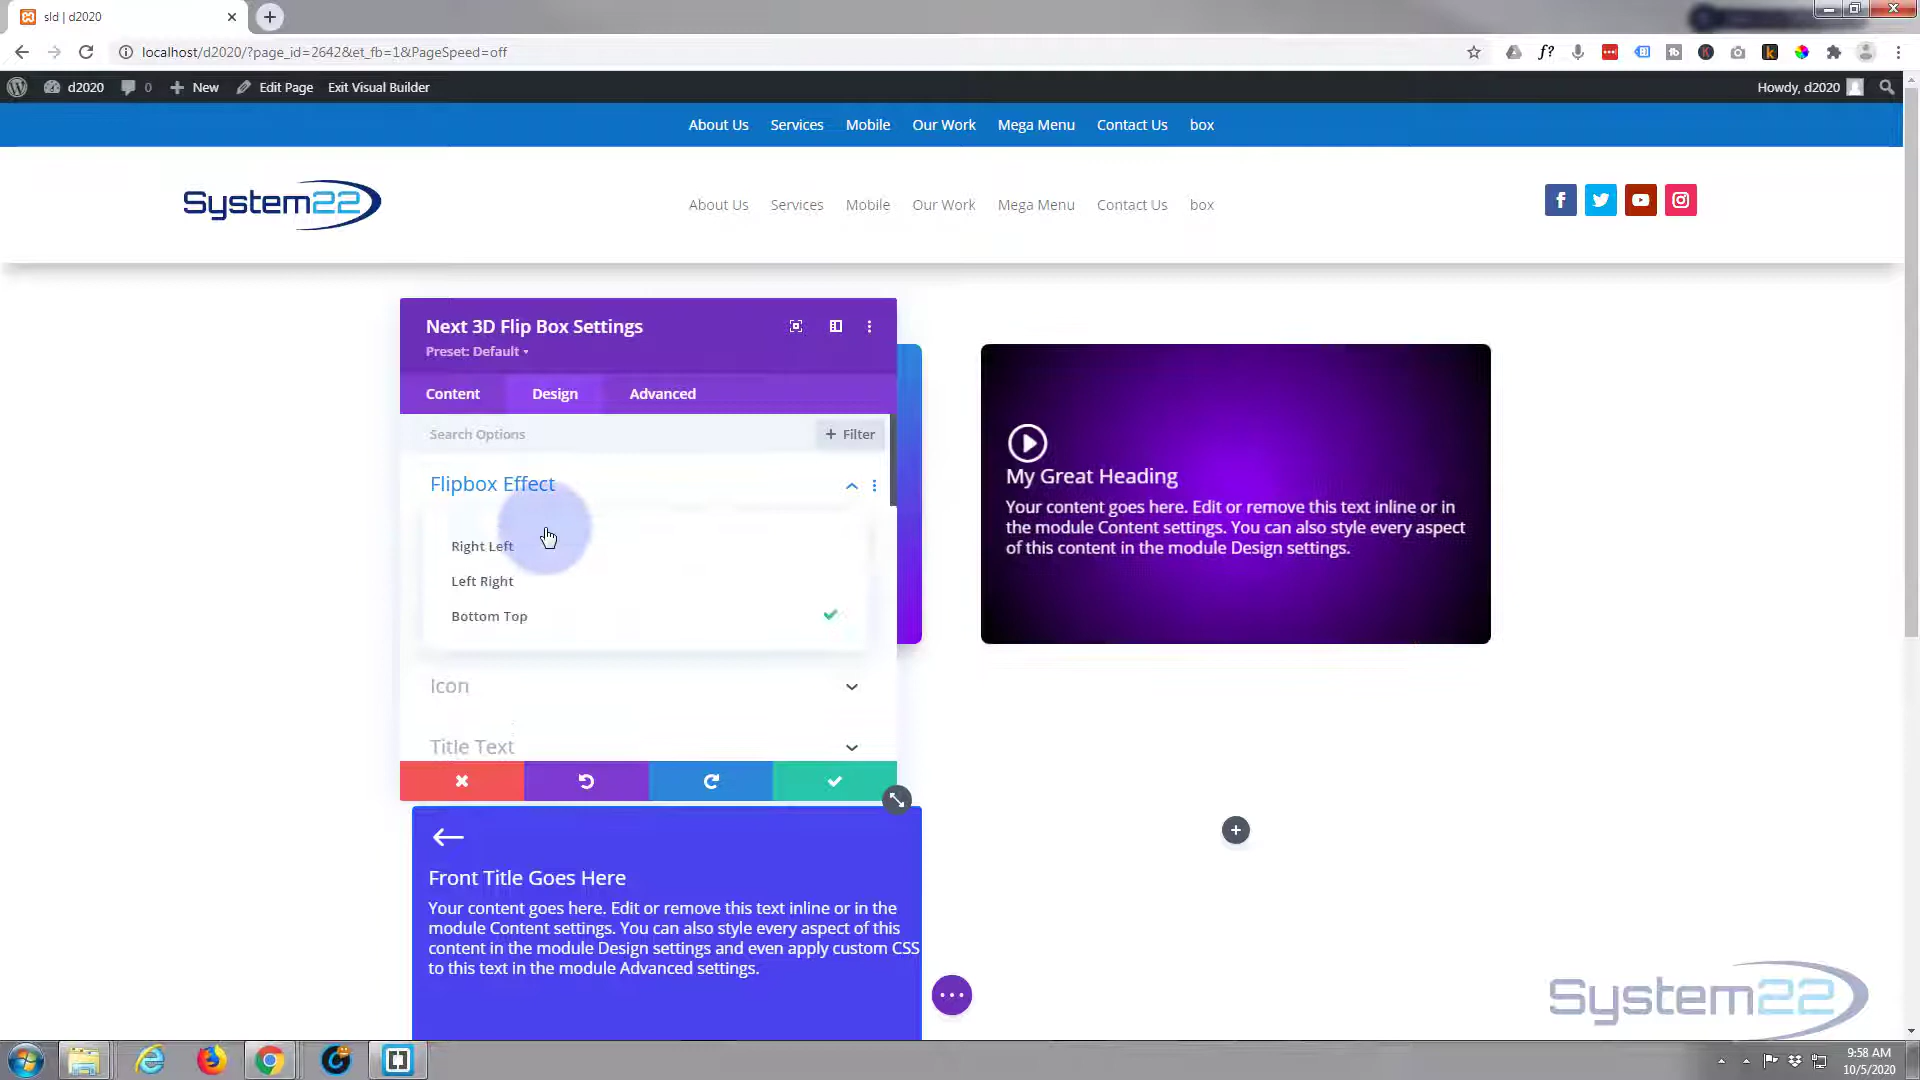 sld | d2020
localhost/d2020/?page_id=2642&et_fb=1&PageSpeed=off
d2020
0
New
Edit Page
Exit Visual Builder
Howdy, d2020
About Us
Services
Mobile
Our Work
Mega Menu
Contact Us
box
System22
About Us
Services
Mobile
Our Work
Mega Menu
Contact Us
box
Next 3D Flip Box Settings
Preset: Default
Content
Design
Advanced
Search Options
+ Filter
Flipbox Effect
Right Left
Left Right
Bottom Top
Icon
Title Text
My Great Heading
Your content goes here. Edit or remove this text inline or in
the module Content settings. You can also style every aspect
of this content in the module Design settings.
Front Title Goes Here
Your content goes here. Edit or remove this text inline or in the
module Content settings. You can also style every aspect of this
content in the module Design settings and even apply custom CSS
to this text in the module Advanced settings.
System22
9:58 AM
10/5/2020